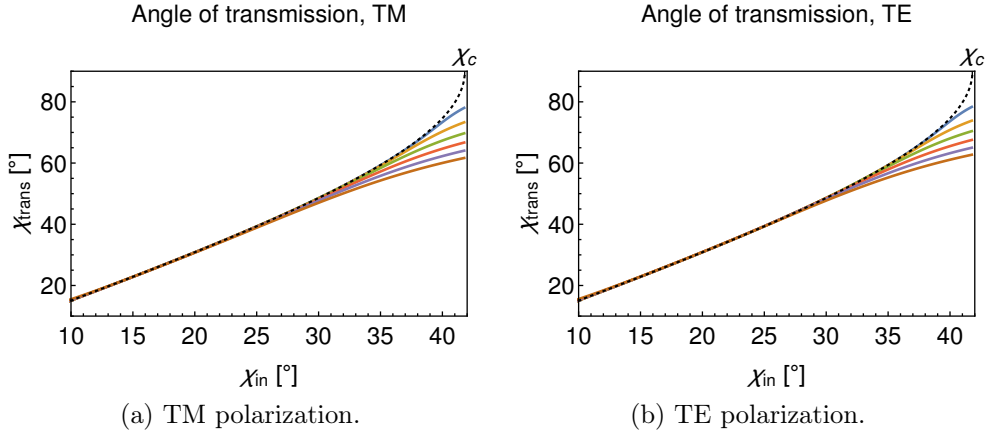 Angle of transmission, TM
χc
80
60
40
20
χtrans [°]
10 15 20 25 30 35 40
χin [°]
(a) TM polarization.
Angle of transmission, TE
χc
80
60
40
20
χtrans [°]
10 15 20 25 30 35 40
χin [°]
(b) TE polarization.